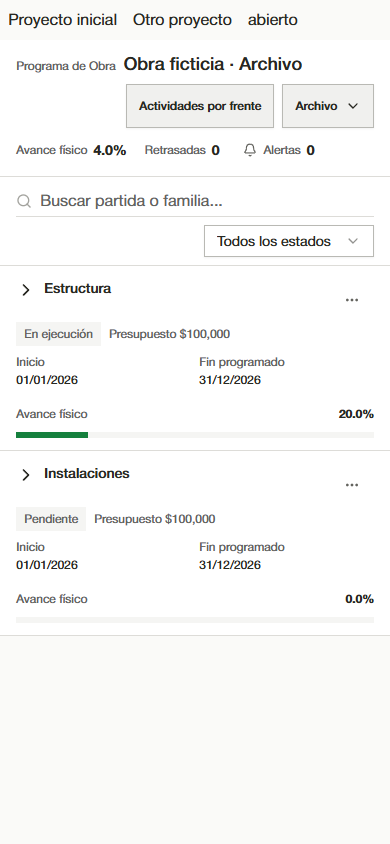 Proyecto inicial Otro proyecto abierto
Programa de Obra Obra ficticia · Archivo
Actividades por frente Archivo
Avance físico 4.0% Retrasadas 0 Alertas 0
Buscar partida o familia...
Todos los estados
Estructura
En ejecución Presupuesto $100,000
Inicio Fin programado
01/01/2026 31/12/2026
Avance físico 20.0%
Instalaciones
Pendiente Presupuesto $100,000
Inicio Fin programado
01/01/2026 31/12/2026
Avance físico 0.0%